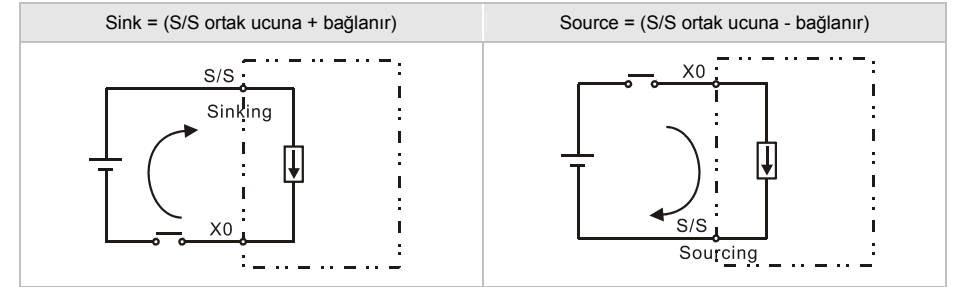 Sink = (S/S ortak ucuna + bağlanır)
Source = (S/S ortak ucuna - bağlanır)
S/S
Sinking
X0
X0
S/S
Sourcing